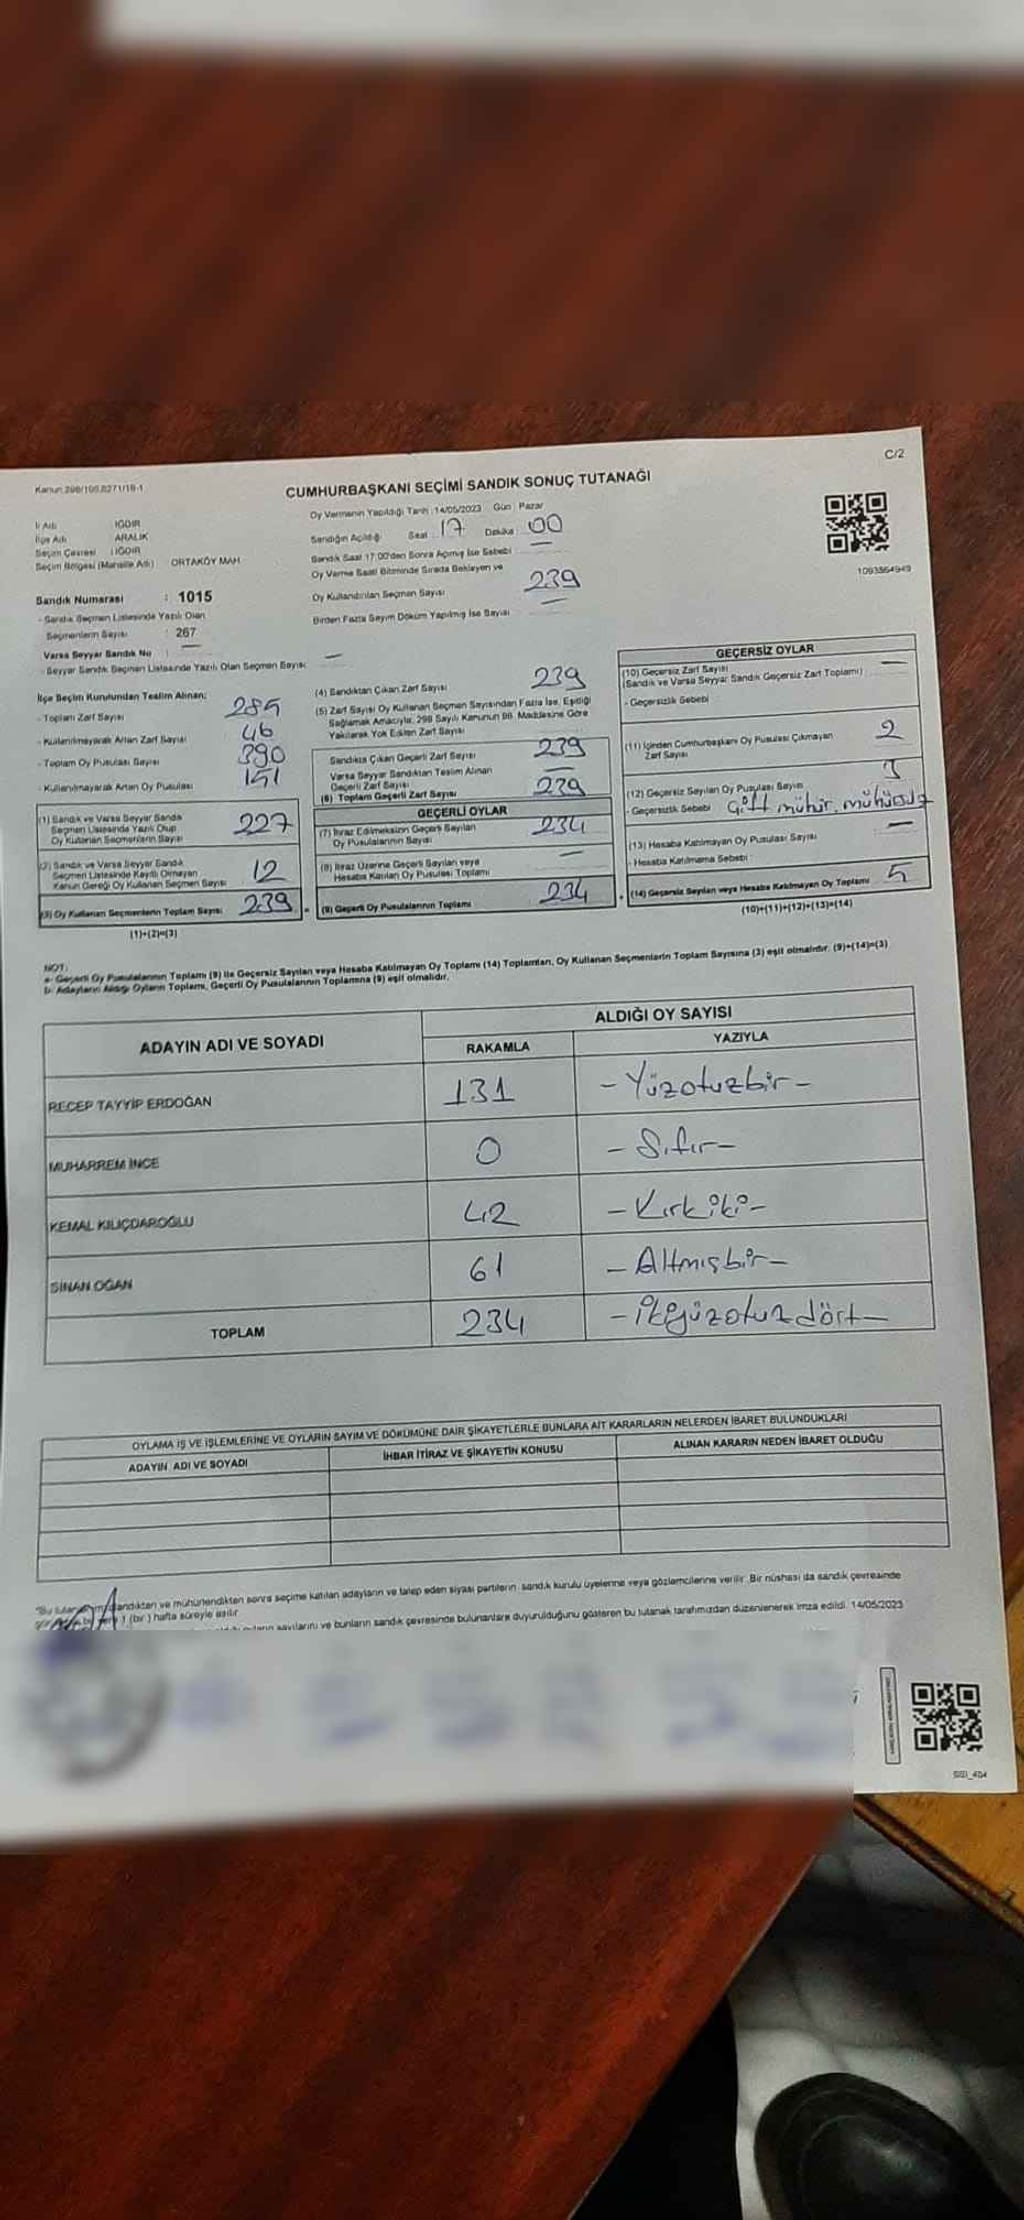 C/2
Kanun 298/105,6271/18-1
CUMHURBAŞKANI SEÇİMİ SANDIK SONUÇ TUTANAĞI
İl Adı IĞDIR
İlçe Adı ARALIK
Seçim Çevresi IĞDIR
Seçim Bölgesi (Mahalle Adı) ORTAKÖY MAH
Sandık Numarası : 1015
- Sandık Seçmen Listesinde Yazılı Olan
Seçmenlerin Sayısı : 267
Varsa Seyyar Sandık No : —
- Seyyar Sandık Seçmen Listesinde Yazılı Olan Seçmen Sayısı —
Oy Vermenin Yapıldığı Tarih : 14/05/2023 Gün : Pazar
Sandığın Açıldığı Saat 17 Dakika 00
Sandık Saat 17:00'den Sonra Açılmış İse Sebebi —
Oy Verme Saati Bitiminde Sırada Bekleyen ve
Oy Kullandırılan Seçmen Sayısı 239
Birden Fazla Sayım Döküm Yapılmış İse Sayısı —
1093564949
İlçe Seçim Kurulundan Teslim Alınan;
- Toplam Zarf Sayısı 285
- Kullanılmayarak Artan Zarf Sayısı 46
- Toplam Oy Pusulası Sayısı 390
- Kullanılmayarak Artan Oy Pusulası 151
(1) Sandık ve Varsa Seyyar Sandık
Seçmen Listesinde Yazılı Olup
Oy Kullanan Seçmenlerin Sayısı 227
(2) Sandık ve Varsa Seyyar Sandık
Seçmen Listesinde Kayıtlı Olmayan
Kanun Gereği Oy Kullanan Seçmen Sayısı 12
(3) Oy Kullanan Seçmenlerin Toplam Sayısı 239
(1)+(2)=(3)
(4) Sandıktan Çıkan Zarf Sayısı 239
(5) Zarf Sayısı Oy Kullanan Seçmen Sayısından Fazla İse, Eşitliği
Sağlamak Amacıyla, 298 Sayılı Kanunun 98. Maddesine Göre
Yakılarak Yok Edilen Zarf Sayısı —
Sandıkta Çıkan Geçerli Zarf Sayısı 239
Varsa Seyyar Sandıktan Teslim Alınan
Geçerli Zarf Sayısı —
(6) Toplam Geçerli Zarf Sayısı 239
GEÇERLİ OYLAR
(7) İtiraz Edilmeksizin Geçerli Sayılan
Oy Pusulalarının Sayısı 234
(8) İtiraz Üzerine Geçerli Sayılan veya
Hesaba Katılan Oy Pusulası Toplamı —
(9) Geçerli Oy Pusulalarının Toplamı 234
GEÇERSİZ OYLAR
(10) Geçersiz Zarf Sayısı —
(Sandık ve Varsa Seyyar Sandık Geçersiz Zarf Toplamı)
- Geçersizlik Sebebi
(11) İçinden Cumhurbaşkanı Oy Pusulası Çıkmayan
Zarf Sayısı 2
(12) Geçersiz Sayılan Oy Pusulası Sayısı 3
- Geçersizlik Sebebi Çift mühür, mühürsüz
(13) Hesaba Katılmayan Oy Pusulası Sayısı —
- Hesaba Katılmama Sebebi :
(14) Geçersiz Sayılan veya Hesaba Katılmayan Oy Toplamı 5
(10)+(11)+(12)+(13)=(14)
NOT:
a- Geçerli Oy Pusulalarının Toplamı (9) ile Geçersiz Sayılan veya Hesaba Katılmayan Oy Toplamı (14) Toplamları, Oy Kullanan Seçmenlerin Toplam Sayısına (3) eşit olmalıdır. (9)+(14)=(3)
b- Adayların Aldığı Oyların Toplamı, Geçerli Oy Pusulalarının Toplamına (9) eşit olmalıdır.
ADAYIN ADI VE SOYADI ALDIĞI OY SAYISI
RAKAMLA YAZIYLA
RECEP TAYYİP ERDOĞAN 131 - Yüzotuzbir -
MUHARREM İNCE 0 - Sıfır -
KEMAL KILIÇDAROĞLU 42 - Kırkiki -
SİNAN OĞAN 61 - Altmışbir -
TOPLAM 234 - ikiyüzotuzdört -
OYLAMA İŞ VE İŞLEMLERİNE VE OYLARIN SAYIM VE DÖKÜMÜNE DAİR ŞİKAYETLERLE BUNLARA AİT KARARLARIN NELERDEN İBARET BULUNDUKLARI
ADAYIN ADI VE SOYADI İHBAR İTİRAZ VE ŞİKAYETİN KONUSU ALINAN KARARIN NEDEN İBARET OLDUĞU
ve mühürlendikten sonra seçime katılan adayların ve talep eden siyasi partilerin sandık kurulu üyelerine veya gözlemcilerine verilir. Bir nüshası da sandık çevresinde
1 (bir) hafta süreyle asılır
sayılarını ve bunların sandık çevresinde bulunanlara duyurulduğunu gösteren bu tutanak tarafımızdan düzenlenerek imza edildi. 14/05/2023